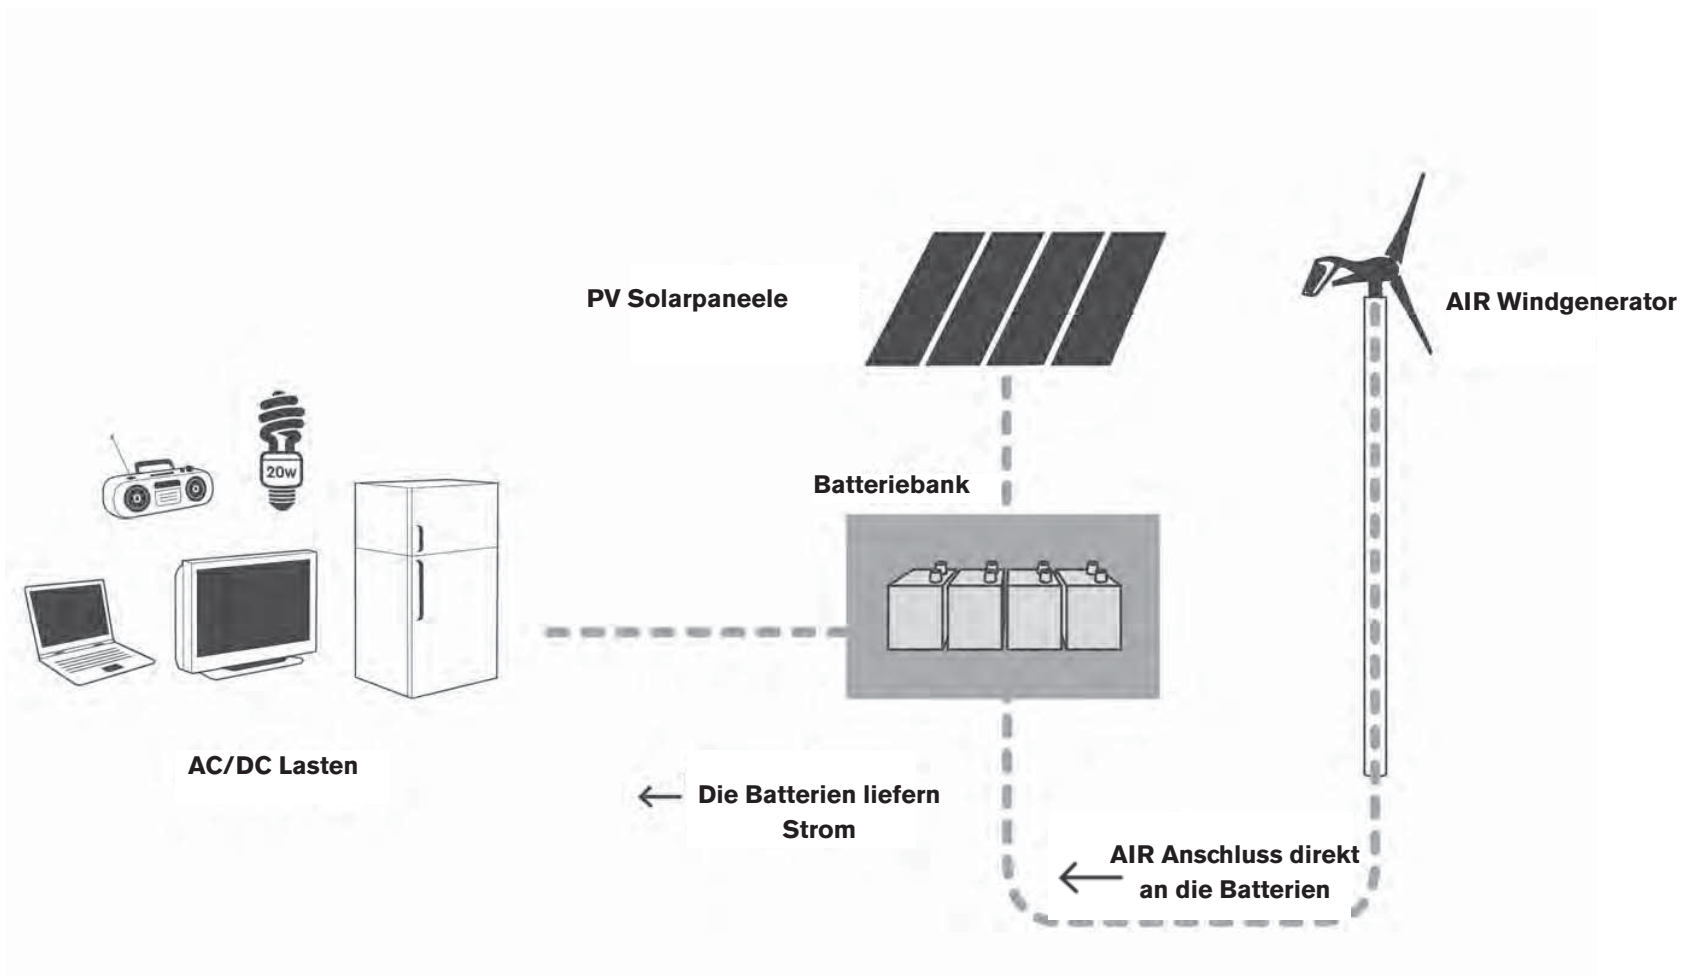 PV Solarpaneele
AIR Windgenerator
20w
Batteriebank
AC/DC Lasten
Die Batterien liefern
Strom
AIR Anschluss direkt
an die Batterien